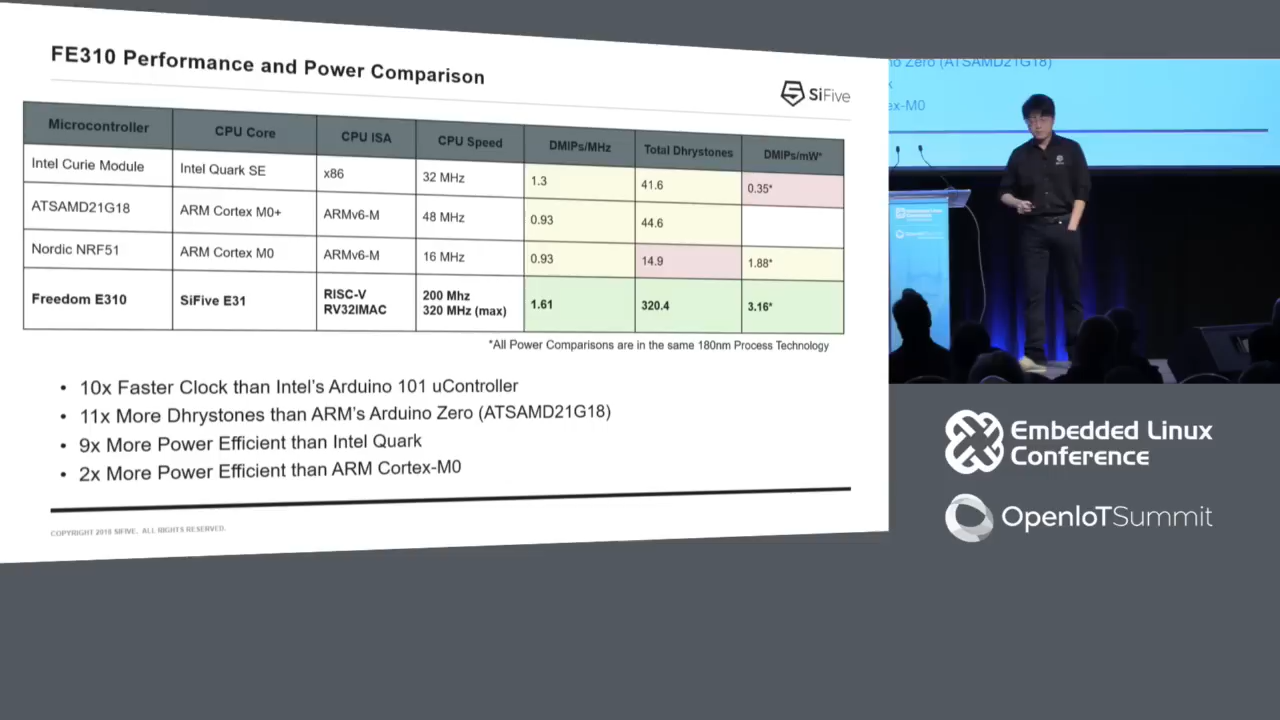 FE310 Performance and Power Comparison
SiFive
Microcontroller CPU Core CPU ISA CPU Speed DMIPs/MHz Total Dhrystones DMIPs/mW*
Intel Curie Module Intel Quark SE x86 32 MHz 1.3 41.6 0.35*
ATSAMD21G18 ARM Cortex M0+ ARMv6-M 48 MHz 0.93 44.6
Nordic NRF51 ARM Cortex M0 ARMv6-M 16 MHz 0.93 14.9 1.88*
Freedom E310 SiFive E31 RISC-V RV32IMAC 200 Mhz 320 MHz (max) 1.61 320.4 3.16*
*All Power Comparisons are in the same 180nm Process Technology
• 10x Faster Clock than Intel's Arduino 101 uController
• 11x More Dhrystones than ARM's Arduino Zero (ATSAMD21G18)
• 9x More Power Efficient than Intel Quark
• 2x More Power Efficient than ARM Cortex-M0
COPYRIGHT 2016 SIFIVE. ALL RIGHTS RESERVED.
o Zero (ATSAMD21G18)
ex-M0
Embedded Linux
Conference
OpenIoTSummit